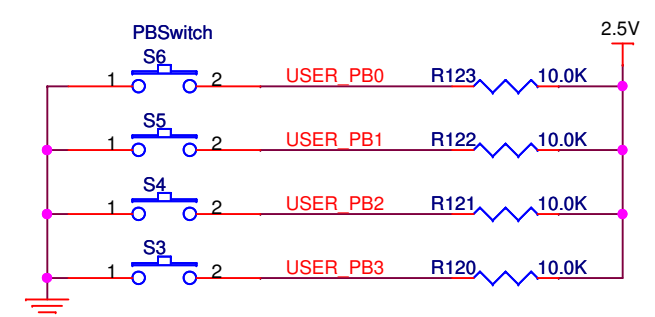 PBSwitch
2.5V
S6
1 2 USER_PB0 R123 10.0K
S5
1 2 USER_PB1 R122 10.0K
S4
1 2 USER_PB2 R121 10.0K
S3
1 2 USER_PB3 R120 10.0K